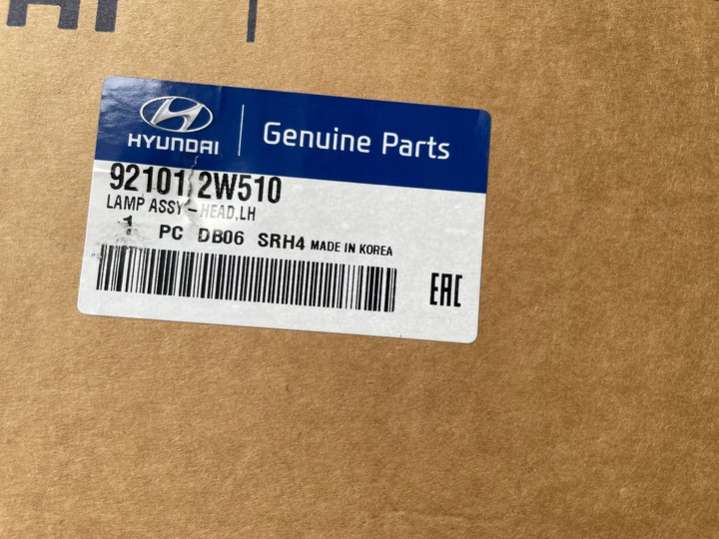 HYUNDAI
Genuine Parts
92101 2W510
LAMP ASSY-HEAD,LH
1 PC DB06 SRH4 MADE IN KOREA
EAC